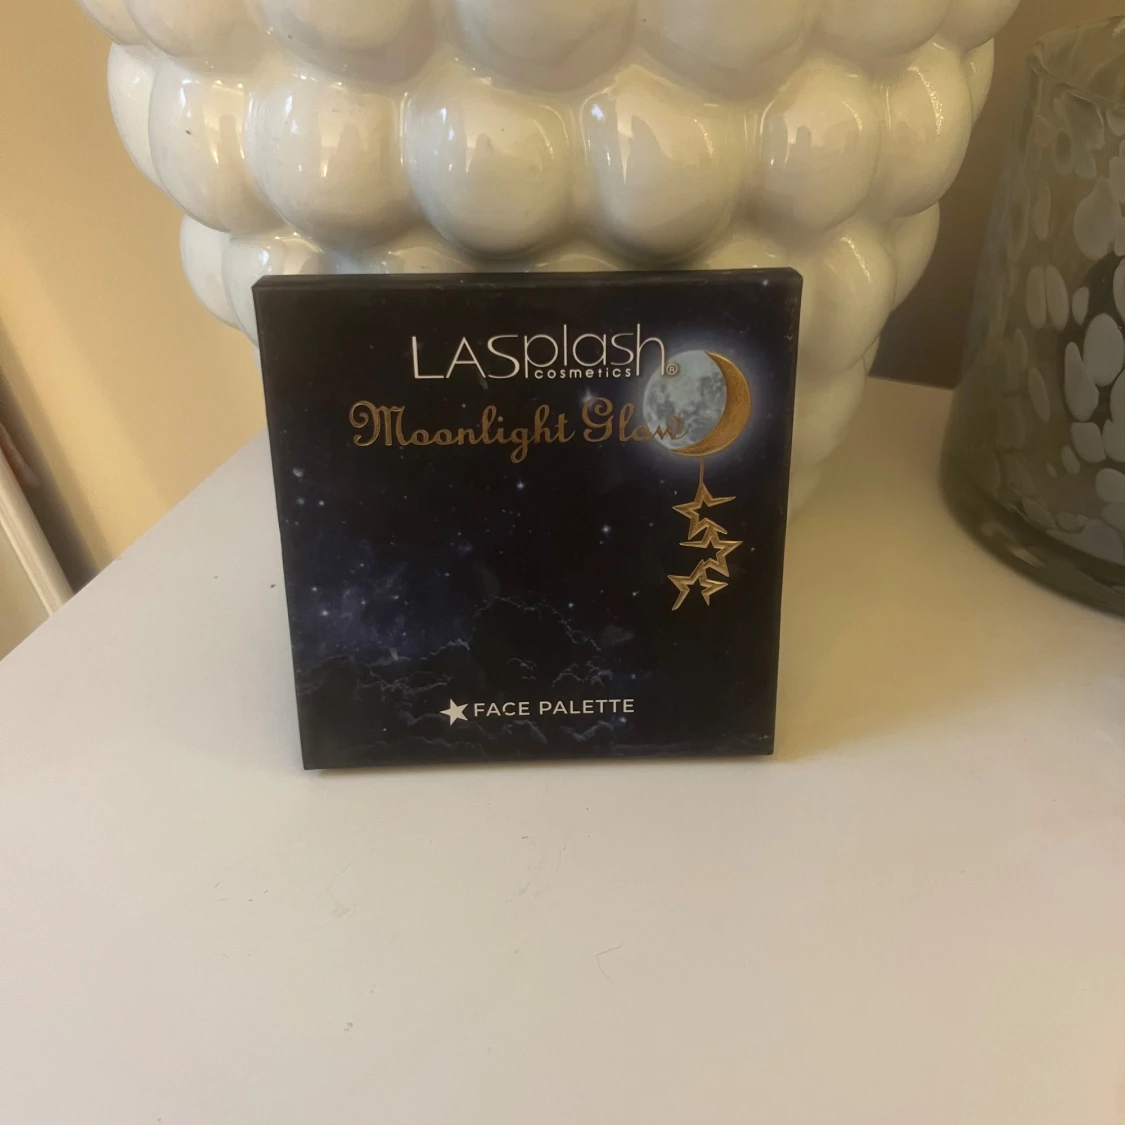 LASplash®
cosmetics
Moonlight Glow
FACE PALETTE